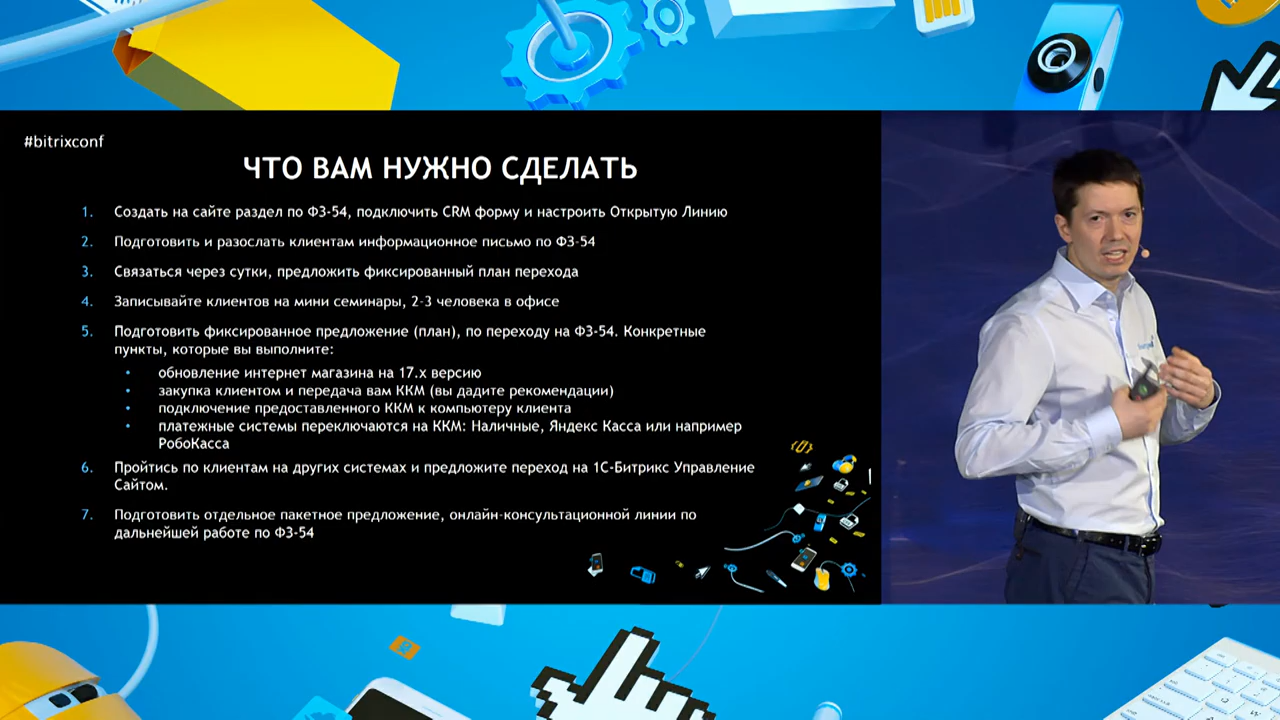 #bitrixconf
ЧТО ВАМ НУЖНО СДЕЛАТЬ
1. Создать на сайте раздел по ФЗ-54, подключить CRM форму и настроить Открытую Линию
2. Подготовить и разослать клиентам информационное письмо по ФЗ-54
3. Связаться через сутки, предложить фиксированный план перехода
4. Записывайте клиентов на мини семинары, 2-3 человека в офисе
5. Подготовить фиксированное предложение (план), по переходу на ФЗ-54. Конкретные
пункты, которые вы выполните:
• обновление интернет магазина на 17.x версию
• закупка клиентом и передача вам ККМ (вы дадите рекомендации)
• подключение предоставленного ККМ к компьютеру клиента
• платежные системы переключаются на ККМ: Наличные, Яндекс Касса или например
РобоКасса
6. Пройтись по клиентам на других системах и предложите переход на 1С-Битрикс Управление
Сайтом.
7. Подготовить отдельное пакетное предложение, онлайн-консультационной линии по
дальнейшей работе по ФЗ-54